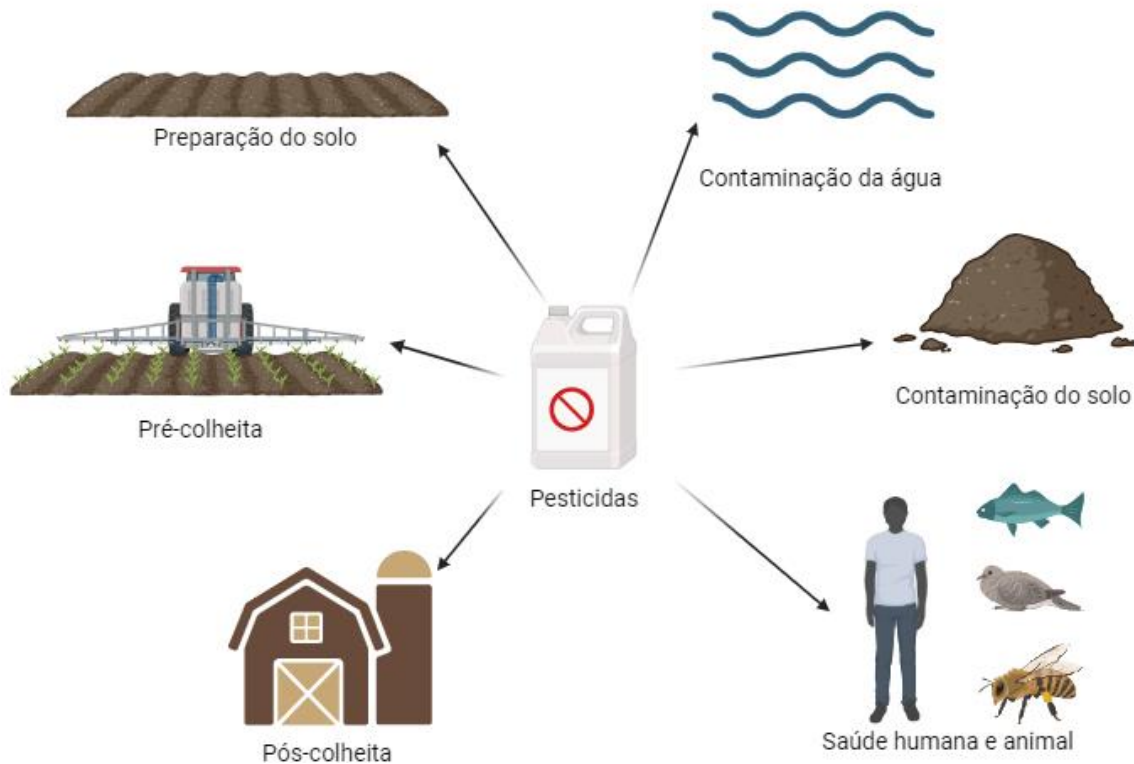 Preparação do solo
Contaminação da água
Pré-colheita
Contaminação do solo
Pesticidas
Pós-colheita
Saúde humana e animal